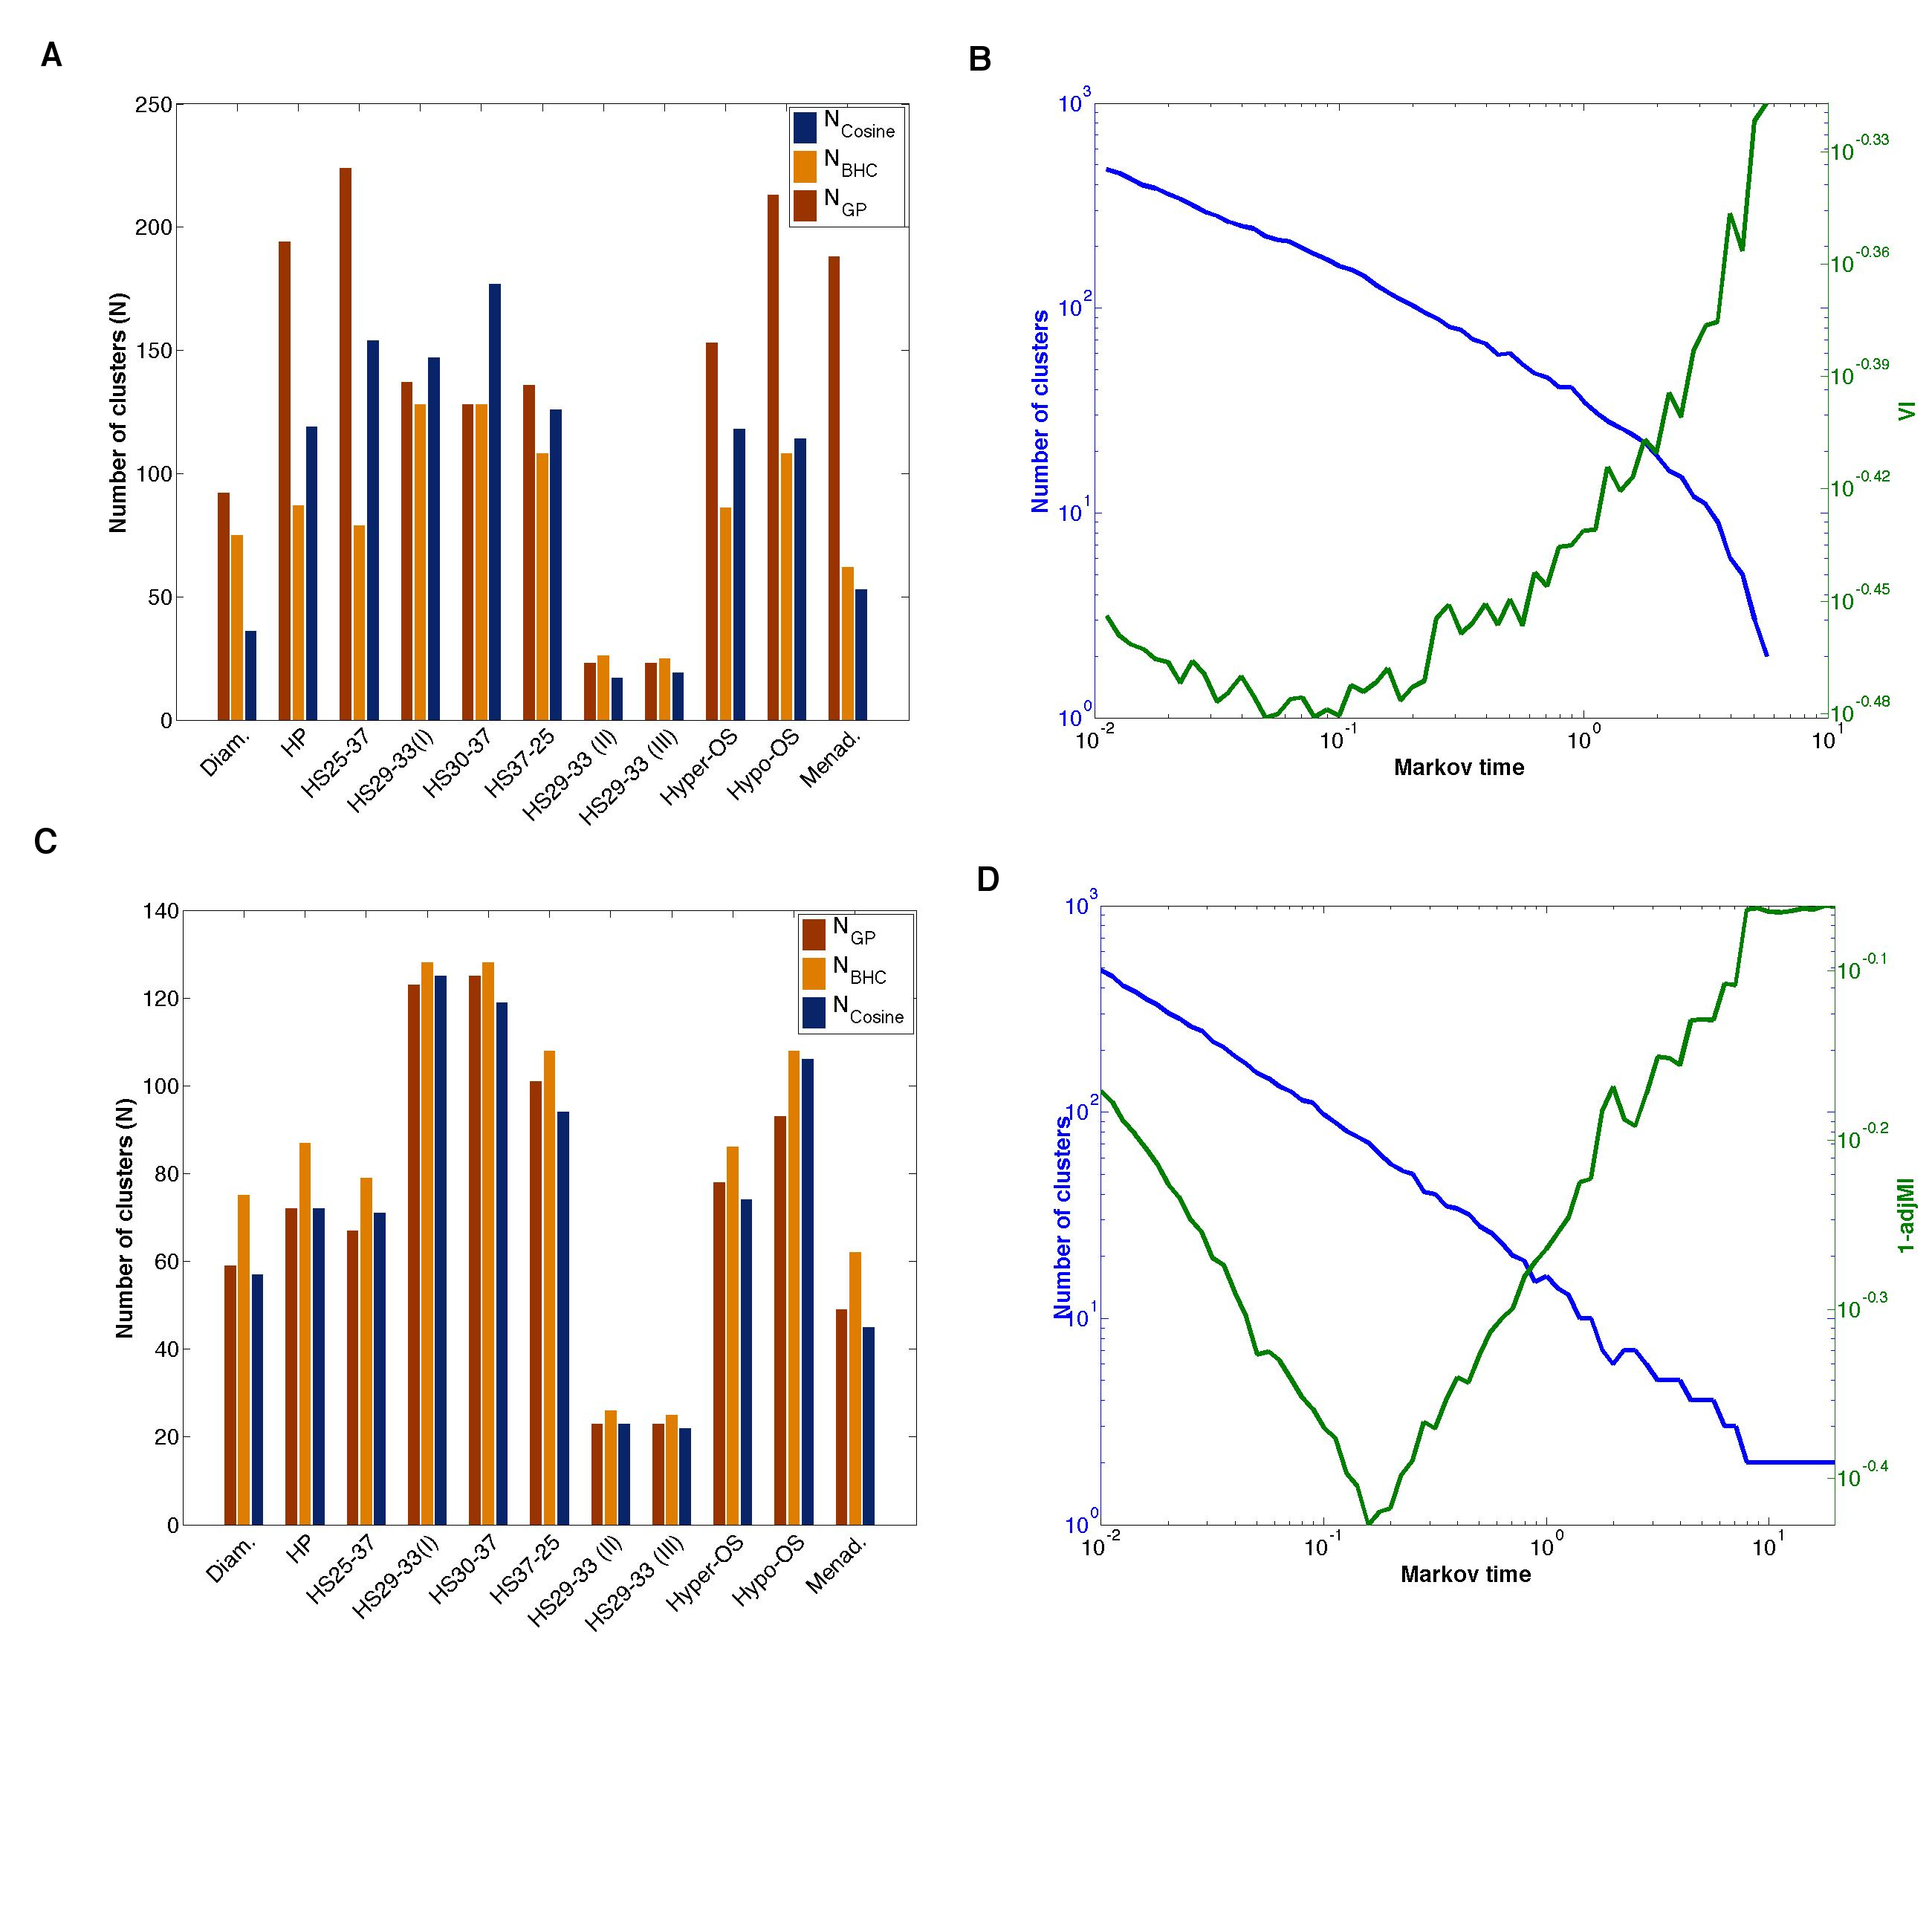 A
250
200
150
100
50
0
Number of clusters (N)
N Cosine
N BHC
N GP
Diam.
HP
HS25-37
HS29-33(I)
HS30-37
HS37-25
HS29-33 (II)
HS29-33 (III)
Hyper-OS
Hypo-OS
Menad.
B
10^3
10^2
10^1
10^0
Number of clusters
10^-0.33
10^-0.36
10^-0.39
10^-0.42
10^-0.45
10^-0.48
VI
10^-2
10^-1
10^0
10^1
Markov time
C
140
120
100
80
60
40
20
0
Number of clusters (N)
N GP
N BHC
N Cosine
Diam.
HP
HS25-37
HS29-33(I)
HS30-37
HS37-25
HS29-33 (II)
HS29-33 (III)
Hyper-OS
Hypo-OS
Menad.
D
10^3
10^2
10^1
10^0
Number of clusters
10^-0.1
10^-0.2
10^-0.3
10^-0.4
1-adjMI
10^-2
10^-1
10^0
10^1
Markov time